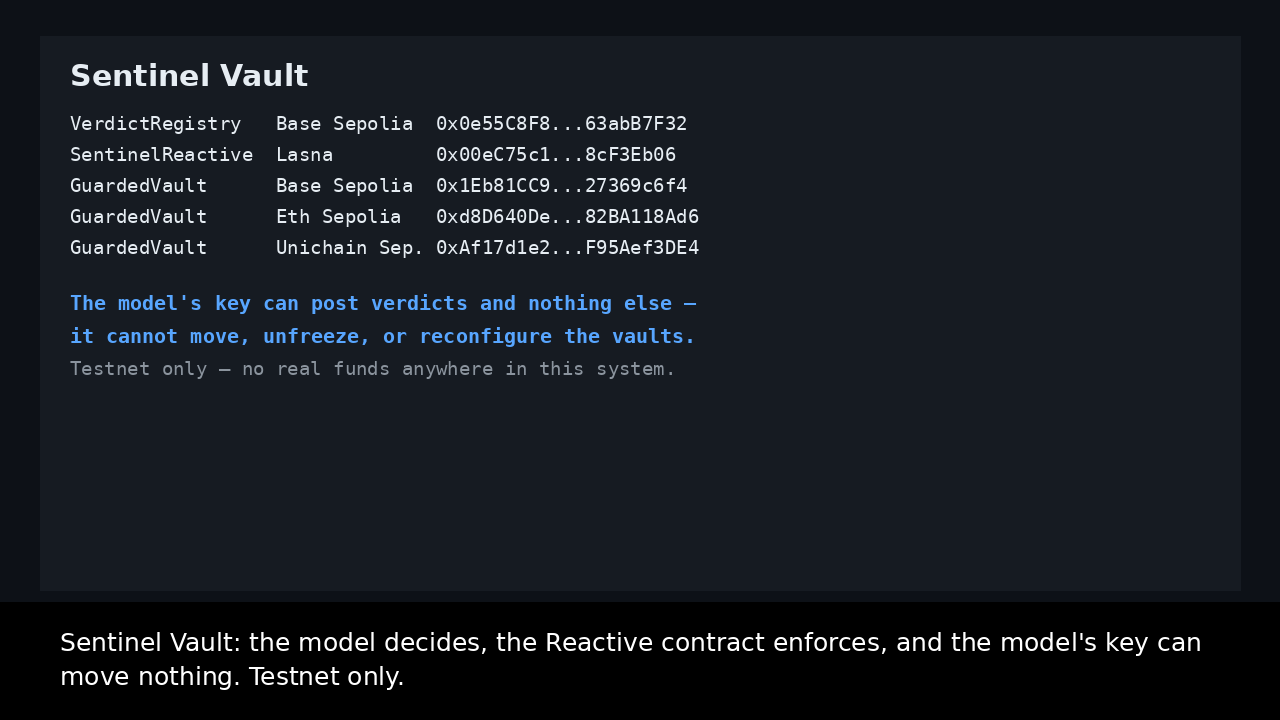 Sentinel Vault
VerdictRegistry Base Sepolia 0x0e55C8F8...63abB7F32
SentinelReactive Lasna 0x00eC75c1...8cF3Eb06
GuardedVault Base Sepolia 0x1Eb81CC9...27369c6f4
GuardedVault Eth Sepolia 0xd8D640De...82BA118Ad6
GuardedVault Unichain Sep. 0xAf17d1e2...F95Aef3DE4
The model's key can post verdicts and nothing else —
it cannot move, unfreeze, or reconfigure the vaults.
Testnet only — no real funds anywhere in this system.
Sentinel Vault: the model decides, the Reactive contract enforces, and the model's key can
move nothing. Testnet only.